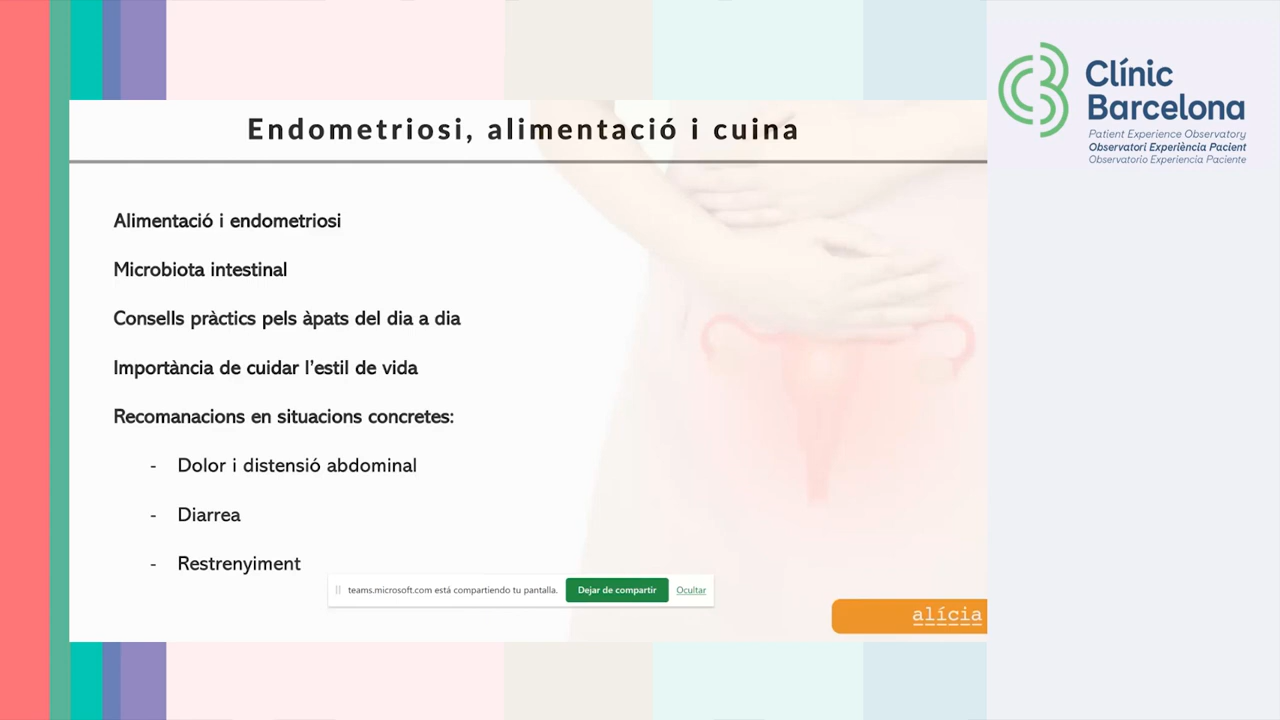 Endometriosi, alimentació i cuina
Alimentació i endometriosi
Microbiota intestinal
Consells pràctics pels àpats del dia a dia
Importància de cuidar l'estil de vida
Recomanacions en situacions concretes:
- Dolor i distensió abdominal
- Diarrea
- Restrenyiment
teams.microsoft.com está compartiendo tu pantalla. Dejar de compartir Ocultar
alícia
Clínic
Barcelona
Patient Experience Observatory
Observatori Experiència Pacient
Observatorio Experiencia Paciente